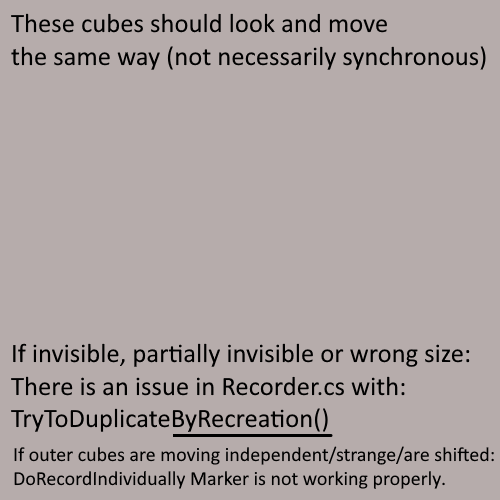 These cubes should look and move
the same way (not necessarily synchronous)
If invisible, partially invisible or wrong size:
There is an issue in Recorder.cs with:
TryToDuplicateByRecreation()
If outer cubes are moving independent/strange/are shifted:
DoRecordIndividually Marker is not working properly.